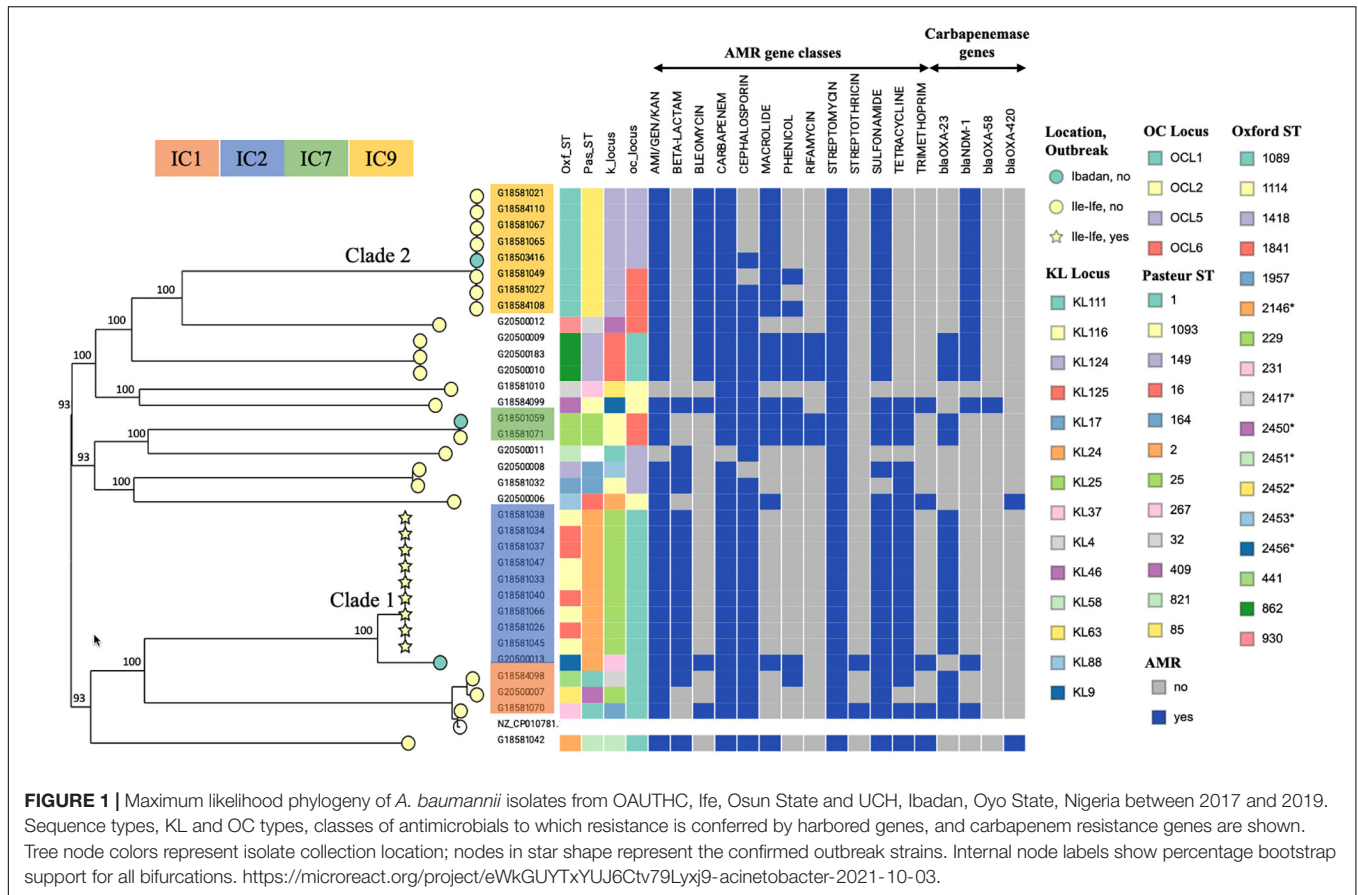 IC1 IC2 IC7 IC9
AMR gene classes
Carbapenemase
genes
Oxf_ST
Pas_ST
k_locus
oc_locus
AMI/GEN/KAN
BETA-LACTAM
BLEOMYCIN
CARBAPENEM
CEPHALOSPORIN
MACROLIDE
PHENICOL
RIFAMYCIN
STREPTOMYCIN
STREPTOTHRICIN
SULFONAMIDE
TETRACYCLINE
TRIMETHOPRIM
blaOXA-23
blaNDM-1
blaOXA-58
blaOXA-420
Clade 2
Clade 1
100
100
100
100
93
100
93
100
100
100
93
G18581021
G18584110
G18581067
G18581065
G18503416
G18581049
G18581027
G18584108
G20500012
G20500009
G20500183
G20500010
G18581010
G18584099
G18501059
G18581071
G20500011
G20500008
G18581032
G20500006
G18581038
G18581034
G18581037
G18581047
G18581033
G18581040
G18581066
G18581026
G18581045
G20500013
G18584098
G20500007
G18581070
NZ_CP010781.
G18581042
Location,
Outbreak
Ibadan, no
Ile-Ife, no
Ile-Ife, yes
KL Locus
KL111
KL116
KL124
KL125
KL17
KL24
KL25
KL37
KL4
KL46
KL58
KL63
KL88
KL9
OC Locus
OCL1
OCL2
OCL5
OCL6
Pasteur ST
1
1093
149
16
164
2
25
267
32
409
821
85
AMR
no
yes
Oxford ST
1089
1114
1418
1841
1957
2146*
229
231
2417*
2450*
2451*
2452*
2453*
2456*
441
862
930
FIGURE 1 | Maximum likelihood phylogeny of A. baumannii isolates from OAUTHC, Ife, Osun State and UCH, Ibadan, Oyo State, Nigeria between 2017 and 2019.
Sequence types, KL and OC types, classes of antimicrobials to which resistance is conferred by harbored genes, and carbapenem resistance genes are shown.
Tree node colors represent isolate collection location; nodes in star shape represent the confirmed outbreak strains. Internal node labels show percentage bootstrap
support for all bifurcations. https://microreact.org/project/eWkGUYTxYUJ6Ctv79Lyxj9-acinetobacter-2021-10-03.